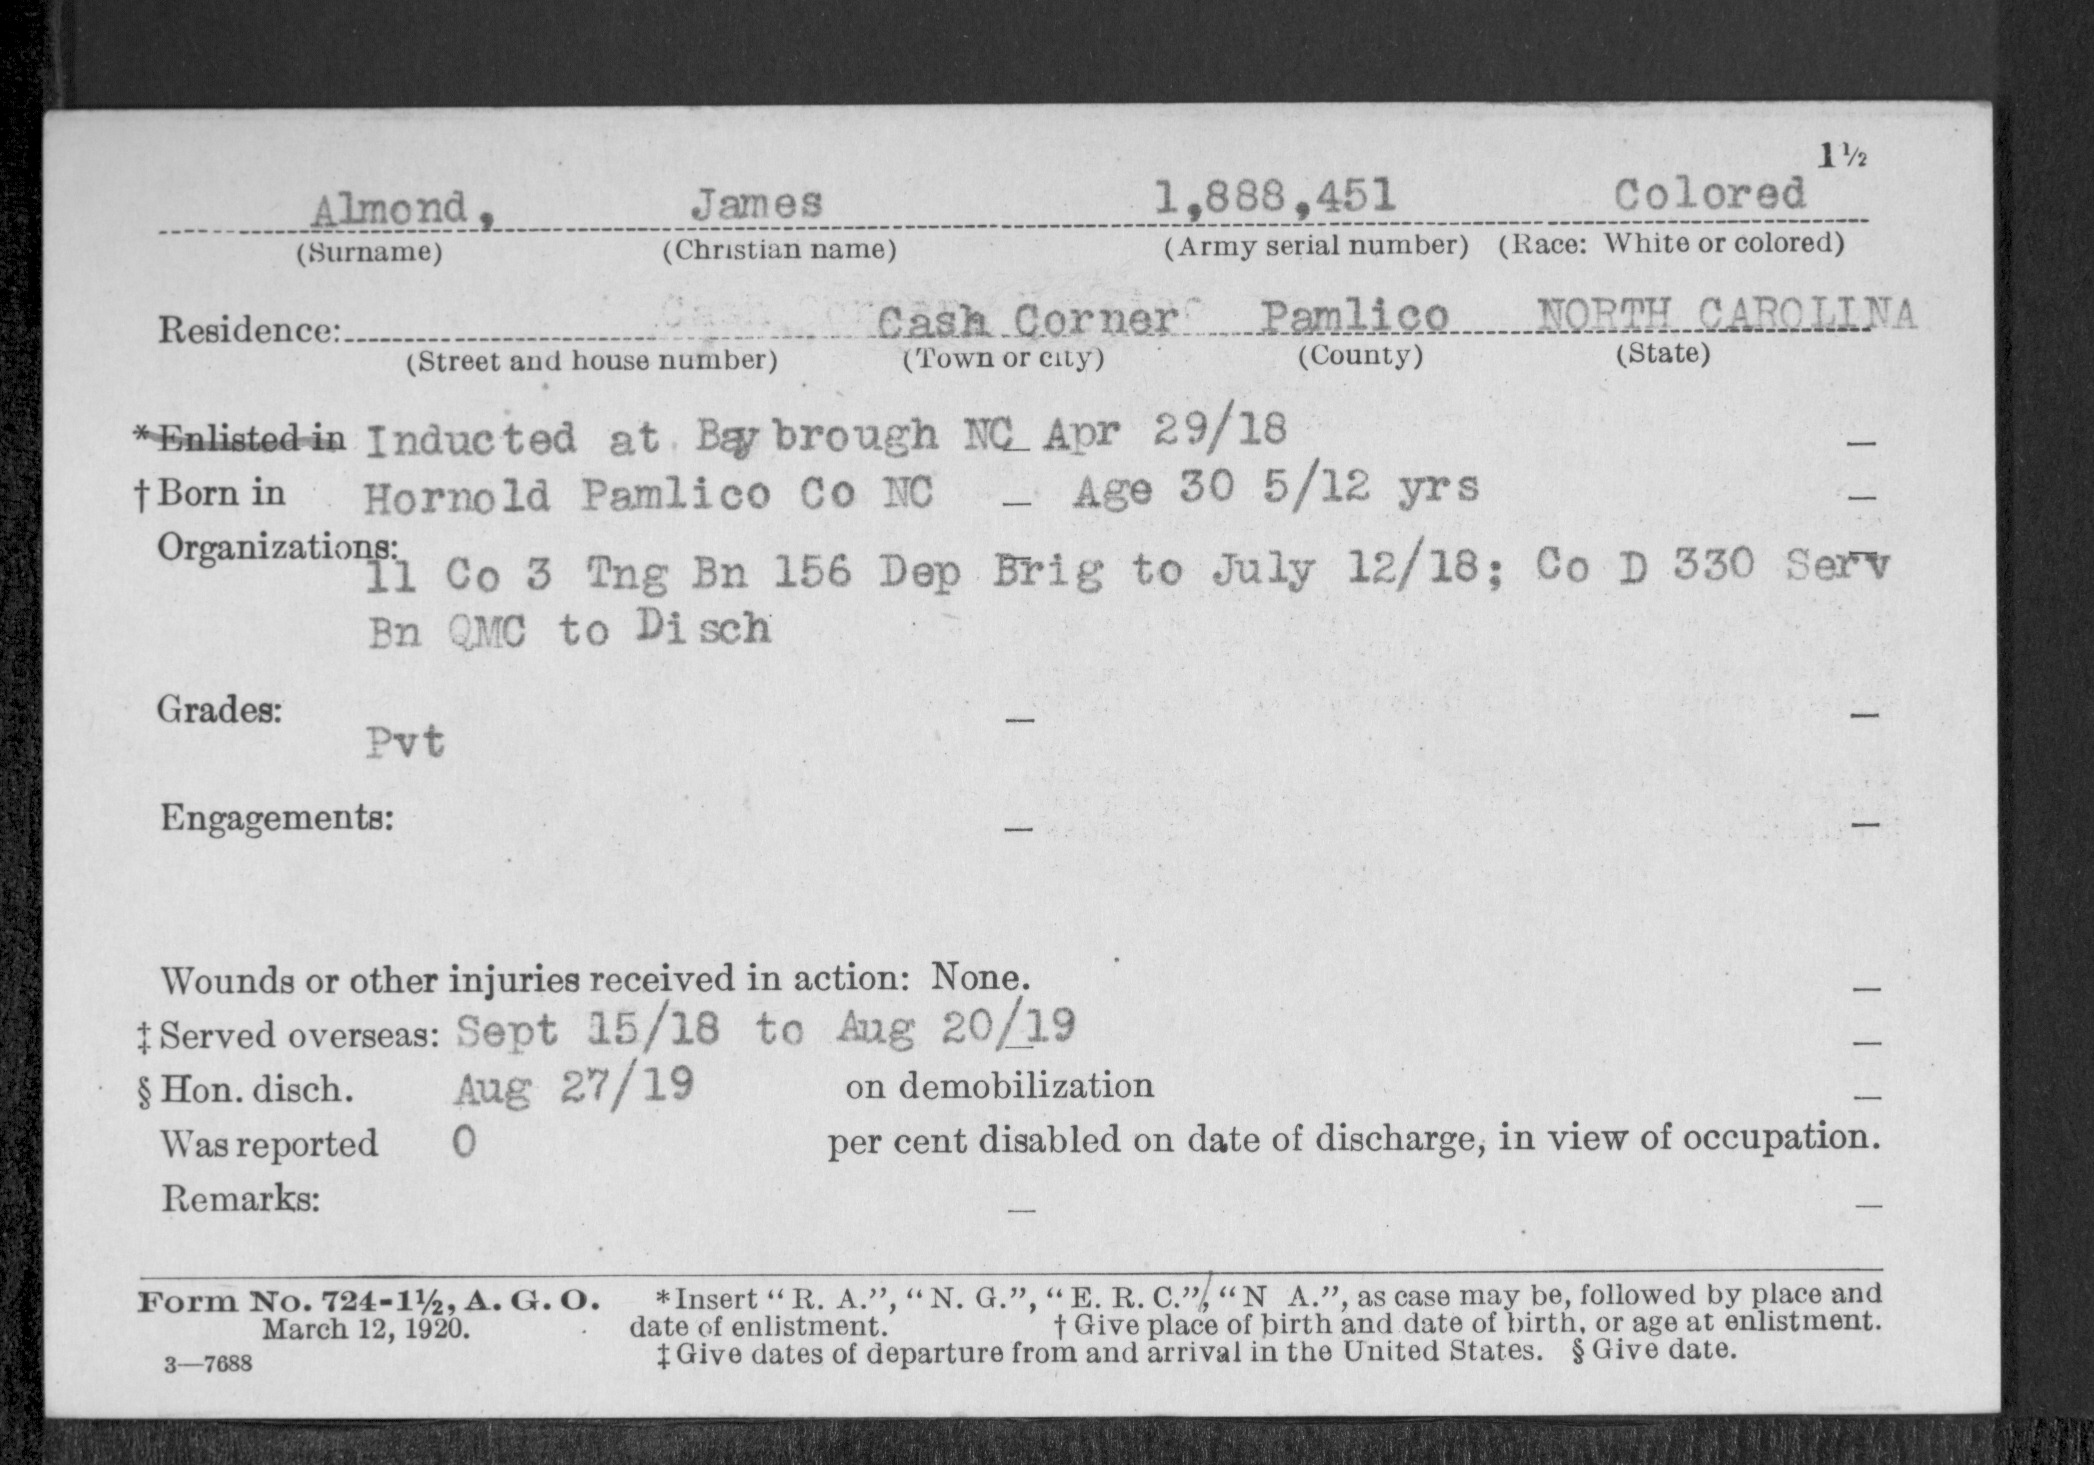 1½
Almond, James 1,888,451 Colored
(Surname) (Christian name) (Army serial number) (Race: White or colored)
Residence: Cash Corner Pamlico NORTH CAROLINA
(Street and house number) (Town or city) (County) (State)
*Enlisted in Inducted at Baybrough NC Apr 29/18 —
†Born in Hornold Pamlico Co NC — Age 30 5/12 yrs —
Organizations:
11 Co 3 Tng Bn 156 Dep Brig to July 12/18; Co D 330 Serv
Bn QMC to Disch
Grades: — —
Pvt
Engagements: — —
Wounds or other injuries received in action: None. —
‡Served overseas: Sept 15/18 to Aug 20/19 —
§Hon. disch. Aug 27/19 on demobilization —
Was reported 0 per cent disabled on date of discharge, in view of occupation.
Remarks: — —
Form No. 724-1½, A. G. O. *Insert “R. A.”, “N. G.”, “E. R. C.”, “N A.”, as case may be, followed by place and
March 12, 1920. date of enlistment. †Give place of birth and date of birth, or age at enlistment.
3—7688 ‡Give dates of departure from and arrival in the United States. §Give date.